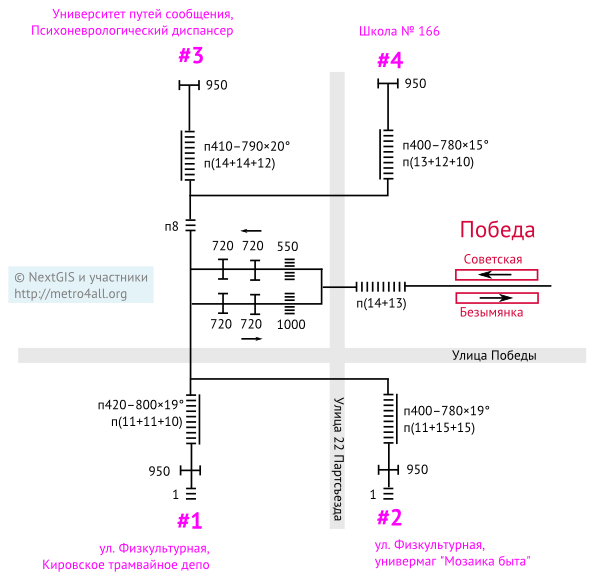 Университет путей сообщения,
Психоневрологический диспансер
#3
950
п410–790×20°
п(14+14+12)
Школа № 166
#4
950
п400–780×15°
п(13+12+10)
п8
720 720 550
720 720 1000
п(14+13)
Победа
Советская
Безымянка
© NextGIS и участники
http://metro4all.org
Улица Победы
Улица 22 Партсъезда
п420–800×19°
п(11+11+10)
950
1
#1
ул. Физкультурная,
Кировское трамвайное депо
п400–780×19°
п(11+15+15)
950
1
#2
ул. Физкультурная,
универмаг "Мозаика быта"